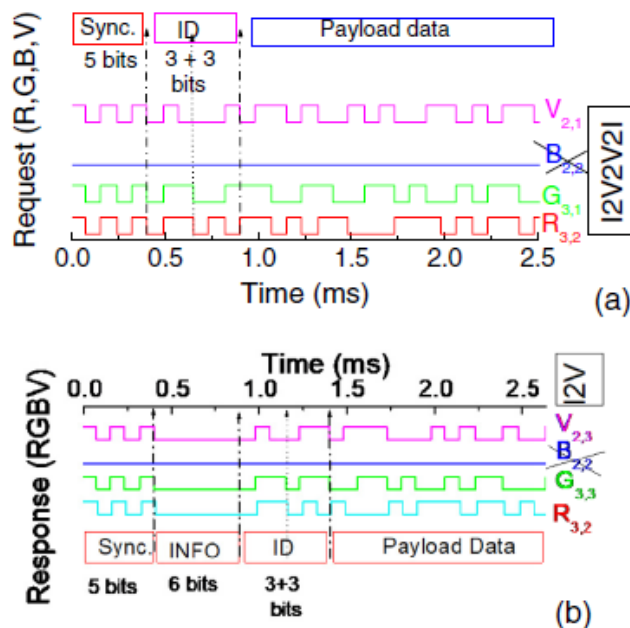 Sync. ID Payload data
5 bits 3 + 3
bits
Request (R,G,B,V)
V2,1
B2,2
G3,1
R3,2
I2V2V2I
0.0 0.5 1.0 1.5 2.0 2.5
Time (ms)
(a)
Time (ms)
0.0 0.5 1.0 1.5 2.0 2.5
I2V
Response (RGBV)
V2,3
B2,2
G3,3
R3,2
Sync. INFO ID Payload Data
5 bits 6 bits 3+3
bits
(b)